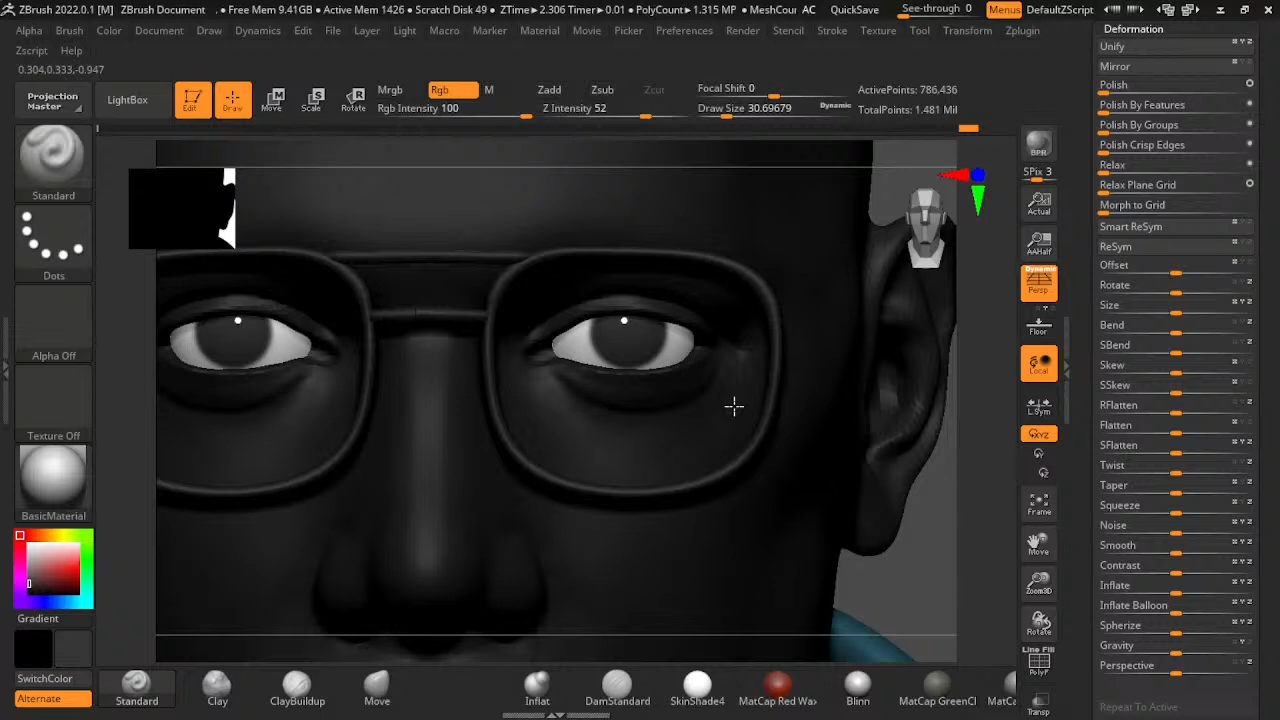 ZBrush 2022.0.1 [M] ZBrush Document . • Free Mem 9.41GB • Active Mem 1426 • Scratch Disk 49 • ZTime▸2.306 Timer▸0.01 • PolyCount▸1.315 MP • MeshCour AC QuickSave See-through 0 Menus DefaultZScript
Alpha Brush Color Document Draw Dynamics Edit File Layer Light Macro Marker Material Movie Picker Preferences Render Stencil Stroke Texture Tool Transform Zplugin
Zscript Help
0.304,0.333,-0.947
Projection Master
LightBox
Edit
Draw
Move
Scale
Rotate
Mrgb Rgb M
Rgb Intensity 100
Zadd Zsub Zcut
Z Intensity 52
Focal Shift 0
Draw Size 30.69679 Dynamic
ActivePoints: 786,436
TotalPoints: 1.481 Mil
Standard
Dots
Alpha Off
Texture Off
BasicMaterial
Gradient
SwitchColor
Alternate
Standard
Clay
ClayBuildup
Move
Inflat
DamStandard
SkinShade4
MatCap Red Wax
Blinn
MatCap GreenCl
MatCa
BPR
SPix 3
Actual
AAHalf
Dynamic
Persp
Floor
Local
L.Sym
XYZ
Frame
Move
Zoom3D
Rotate
Line Fill
PolyF
Transp
Deformation
Unify
Mirror
Polish
Polish By Features
Polish By Groups
Polish Crisp Edges
Relax
Relax Plane Grid
Morph to Grid
Smart ReSym
ReSym
Offset
Rotate
Size
Bend
SBend
Skew
SSkew
RFlatten
Flatten
SFlatten
Twist
Taper
Squeeze
Noise
Smooth
Contrast
Inflate
Inflate Balloon
Spherize
Gravity
Perspective
Repeat To Active